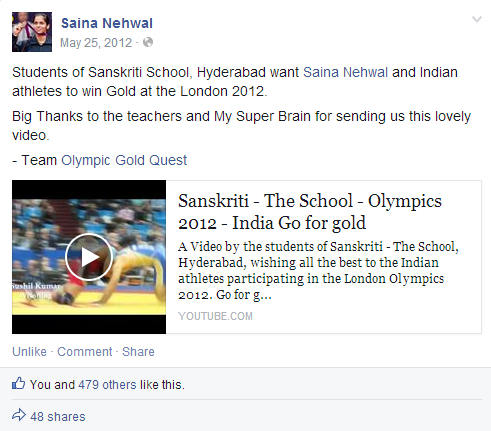 Saina Nehwal
May 25, 2012 ·
Students of Sanskriti School, Hyderabad want Saina Nehwal and Indian
athletes to win Gold at the London 2012.
Big Thanks to the teachers and My Super Brain for sending us this lovely
video.
- Team Olympic Gold Quest
Sushil Kumar
Wrestling
Sanskriti - The School - Olympics
2012 - India Go for gold
A Video by the students of Sanskriti - The School,
Hyderabad, wishing all the best to the Indian
athletes participating in the London Olympics
2012. Go for g...
YOUTUBE.COM
Unlike · Comment · Share
You and 479 others like this.
48 shares